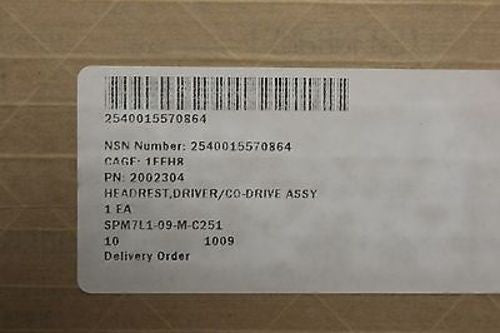 2540015570864
NSN Number: 2540015570864
CAGE: 1FFH8
PN: 2002304
HEADREST,DRIVER/CO-DRIVE ASSY
1 EA
SPM7L1-09-M-C251
10 1009
Delivery Order